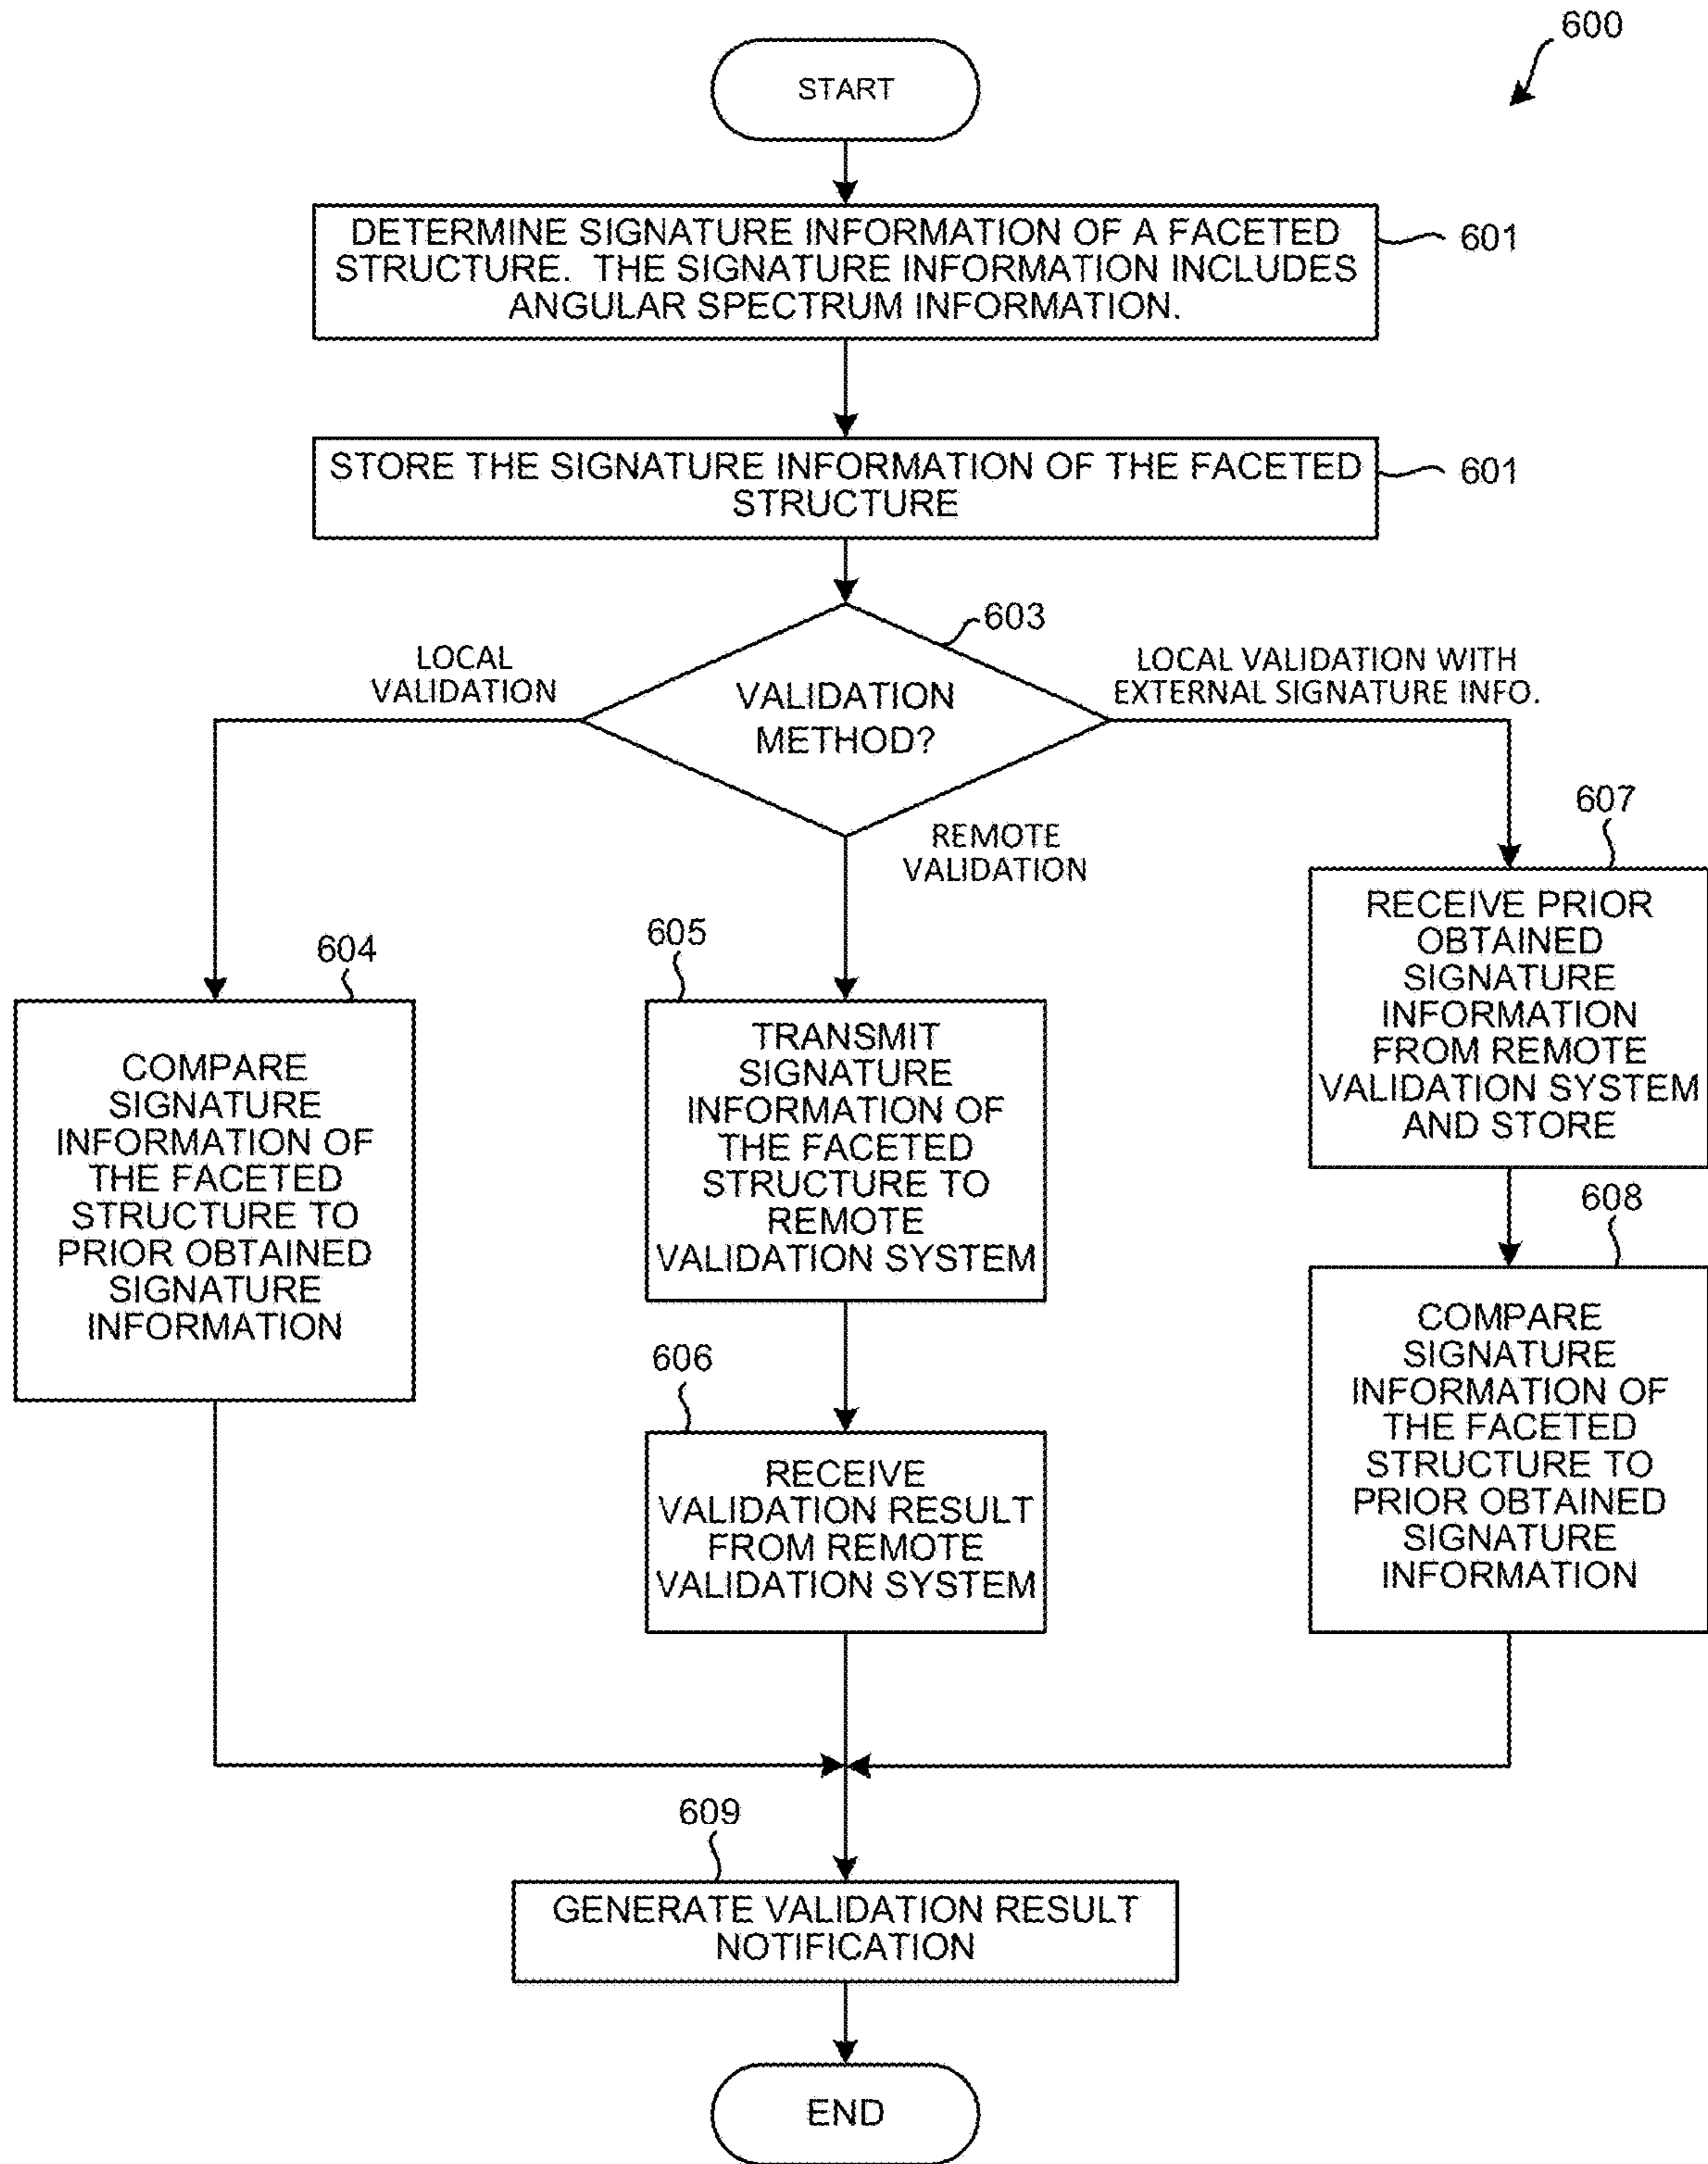 600
START
DETERMINE SIGNATURE INFORMATION OF A FACETED
STRUCTURE. THE SIGNATURE INFORMATION INCLUDES
ANGULAR SPECTRUM INFORMATION.
601
STORE THE SIGNATURE INFORMATION OF THE FACETED
STRUCTURE
601
603
VALIDATION
METHOD?
LOCAL
VALIDATION
REMOTE
VALIDATION
LOCAL VALIDATION WITH
EXTERNAL SIGNATURE INFO.
604
COMPARE
SIGNATURE
INFORMATION OF
THE FACETED
STRUCTURE TO
PRIOR OBTAINED
SIGNATURE
INFORMATION
605
TRANSMIT
SIGNATURE
INFORMATION OF
THE FACETED
STRUCTURE TO
REMOTE
VALIDATION SYSTEM
606
RECEIVE
VALIDATION RESULT
FROM REMOTE
VALIDATION SYSTEM
607
RECEIVE PRIOR
OBTAINED
SIGNATURE
INFORMATION
FROM REMOTE
VALIDATION SYSTEM
AND STORE
608
COMPARE
SIGNATURE
INFORMATION OF
THE FACETED
STRUCTURE TO
PRIOR OBTAINED
SIGNATURE
INFORMATION
609
GENERATE VALIDATION RESULT
NOTIFICATION
END